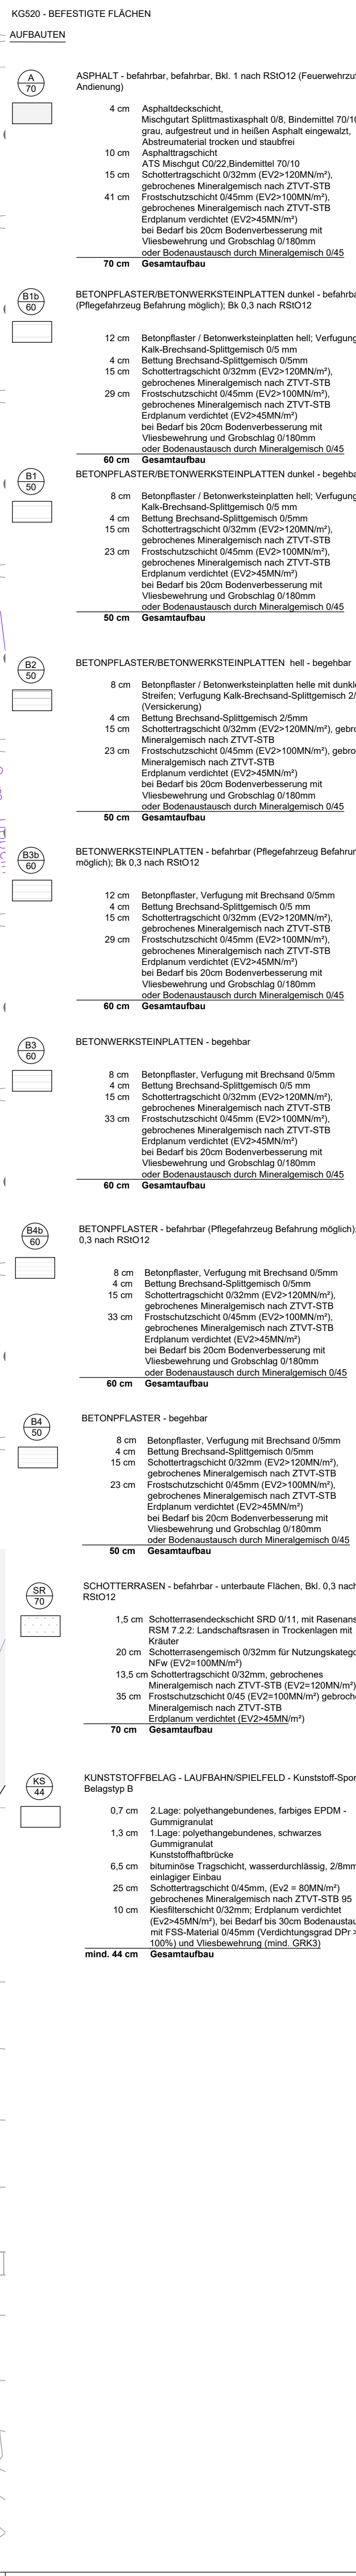 KG520 - BEFESTIGTE FLÄCHEN
AUFBAUTEN
A
70
ASPHALT - befahrbar, befahrbar, Bkl. 1 nach RStO12 (Feuerwehrzuf
Andienung)
4 cm Asphaltdeckschicht,
Mischgutart Splittmastixasphalt 0/8, Bindemittel 70/10
grau, aufgestreut und in heißen Asphalt eingewalzt,
Abstreumaterial trocken und staubfrei
10 cm Asphalttragschicht
ATS Mischgut C0/22,Bindemittel 70/10
15 cm Schottertragschicht 0/32mm (EV2>120MN/m²),
gebrochenes Mineralgemisch nach ZTVT-STB
41 cm Frostschutzschicht 0/45mm (EV2>100MN/m²),
gebrochenes Mineralgemisch nach ZTVT-STB
Erdplanum verdichtet (EV2>45MN/m²)
bei Bedarf bis 20cm Bodenverbesserung mit
Vliesbewehrung und Grobschlag 0/180mm
oder Bodenaustausch durch Mineralgemisch 0/45
70 cm Gesamtaufbau
B1b
60
BETONPFLASTER/BETONWERKSTEINPLATTEN dunkel - befahrba
(Pflegefahrzeug Befahrung möglich); Bk 0,3 nach RStO12
12 cm Betonpflaster / Betonwerksteinplatten hell; Verfugung
Kalk-Brechsand-Splittgemisch 0/5 mm
4 cm Bettung Brechsand-Splittgemisch 0/5mm
15 cm Schottertragschicht 0/32mm (EV2>120MN/m²),
gebrochenes Mineralgemisch nach ZTVT-STB
29 cm Frostschutzschicht 0/45mm (EV2>100MN/m²),
gebrochenes Mineralgemisch nach ZTVT-STB
Erdplanum verdichtet (EV2>45MN/m²)
bei Bedarf bis 20cm Bodenverbesserung mit
Vliesbewehrung und Grobschlag 0/180mm
oder Bodenaustausch durch Mineralgemisch 0/45
60 cm Gesamtaufbau
B1
50
BETONPFLASTER/BETONWERKSTEINPLATTEN dunkel - begehba
8 cm Betonpflaster / Betonwerksteinplatten hell; Verfugung
Kalk-Brechsand-Splittgemisch 0/5 mm
4 cm Bettung Brechsand-Splittgemisch 0/5mm
15 cm Schottertragschicht 0/32mm (EV2>120MN/m²),
gebrochenes Mineralgemisch nach ZTVT-STB
23 cm Frostschutzschicht 0/45mm (EV2>100MN/m²),
gebrochenes Mineralgemisch nach ZTVT-STB
Erdplanum verdichtet (EV2>45MN/m²)
bei Bedarf bis 20cm Bodenverbesserung mit
Vliesbewehrung und Grobschlag 0/180mm
oder Bodenaustausch durch Mineralgemisch 0/45
50 cm Gesamtaufbau
B2
50
BETONPFLASTER/BETONWERKSTEINPLATTEN hell - begehbar
8 cm Betonpflaster / Betonwerksteinplatten helle mit dunkle
Streifen; Verfugung Kalk-Brechsand-Splittgemisch 2/
(Versickerung)
4 cm Bettung Brechsand-Splittgemisch 2/5mm
15 cm Schottertragschicht 0/32mm (EV2>120MN/m²), gebro
Mineralgemisch nach ZTVT-STB
23 cm Frostschutzschicht 0/45mm (EV2>100MN/m²), gebro
Mineralgemisch nach ZTVT-STB
Erdplanum verdichtet (EV2>45MN/m²)
bei Bedarf bis 20cm Bodenverbesserung mit
Vliesbewehrung und Grobschlag 0/180mm
oder Bodenaustausch durch Mineralgemisch 0/45
50 cm Gesamtaufbau
B3b
60
BETONWERKSTEINPLATTEN - befahrbar (Pflegefahrzeug Befahrun
möglich); Bk 0,3 nach RStO12
12 cm Betonpflaster, Verfugung mit Brechsand 0/5mm
4 cm Bettung Brechsand-Splittgemisch 0/5 mm
15 cm Schottertragschicht 0/32mm (EV2>120MN/m²),
gebrochenes Mineralgemisch nach ZTVT-STB
29 cm Frostschutzschicht 0/45mm (EV2>100MN/m²),
gebrochenes Mineralgemisch nach ZTVT-STB
Erdplanum verdichtet (EV2>45MN/m²)
bei Bedarf bis 20cm Bodenverbesserung mit
Vliesbewehrung und Grobschlag 0/180mm
oder Bodenaustausch durch Mineralgemisch 0/45
60 cm Gesamtaufbau
B3
60
BETONWERKSTEINPLATTEN - begehbar
8 cm Betonpflaster, Verfugung mit Brechsand 0/5mm
4 cm Bettung Brechsand-Splittgemisch 0/5 mm
15 cm Schottertragschicht 0/32mm (EV2>120MN/m²),
gebrochenes Mineralgemisch nach ZTVT-STB
33 cm Frostschutzschicht 0/45mm (EV2>100MN/m²),
gebrochenes Mineralgemisch nach ZTVT-STB
Erdplanum verdichtet (EV2>45MN/m²)
bei Bedarf bis 20cm Bodenverbesserung mit
Vliesbewehrung und Grobschlag 0/180mm
oder Bodenaustausch durch Mineralgemisch 0/45
60 cm Gesamtaufbau
B4b
60
BETONPFLASTER - befahrbar (Pflegefahrzeug Befahrung möglich);
0,3 nach RStO12
8 cm Betonpflaster, Verfugung mit Brechsand 0/5mm
4 cm Bettung Brechsand-Splittgemisch 0/5mm
15 cm Schottertragschicht 0/32mm (EV2>120MN/m²),
gebrochenes Mineralgemisch nach ZTVT-STB
33 cm Frostschutzschicht 0/45mm (EV2>100MN/m²),
gebrochenes Mineralgemisch nach ZTVT-STB
Erdplanum verdichtet (EV2>45MN/m²)
bei Bedarf bis 20cm Bodenverbesserung mit
Vliesbewehrung und Grobschlag 0/180mm
oder Bodenaustausch durch Mineralgemisch 0/45
60 cm Gesamtaufbau
B4
50
BETONPFLASTER - begehbar
8 cm Betonpflaster, Verfugung mit Brechsand 0/5mm
4 cm Bettung Brechsand-Splittgemisch 0/5mm
15 cm Schottertragschicht 0/32mm (EV2>120MN/m²),
gebrochenes Mineralgemisch nach ZTVT-STB
23 cm Frostschutzschicht 0/45mm (EV2>100MN/m²),
gebrochenes Mineralgemisch nach ZTVT-STB
Erdplanum verdichtet (EV2>45MN/m²)
bei Bedarf bis 20cm Bodenverbesserung mit
Vliesbewehrung und Grobschlag 0/180mm
oder Bodenaustausch durch Mineralgemisch 0/45
50 cm Gesamtaufbau
SR
70
SCHOTTERRASEN - befahrbar - unterbaute Flächen, Bkl. 0,3 nach
RStO12
1,5 cm Schotterrasendeckschicht SRD 0/11, mit Rasenansa
RSM 7.2.2: Landschaftsrasen in Trockenlagen mit
Kräuter
20 cm Schotterrasengemisch 0/32mm für Nutzungskatego
NFw (EV2=100MN/m²)
13,5 cm Schottertragschicht 0/32mm, gebrochenes
Mineralgemisch nach ZTVT-STB (EV2=120MN/m²)
35 cm Frostschutzschicht 0/45 (EV2=100MN/m²) gebroche
Mineralgemisch nach ZTVT-STB
Erdplanum verdichtet (EV2>45MN/m²)
70 cm Gesamtaufbau
KS
44
KUNSTSTOFFBELAG - LAUFBAHN/SPIELFELD - Kunststoff-Spor
Belagstyp B
0,7 cm 2.Lage: polyethangebundenes, farbiges EPDM -
Gummigranulat
1,3 cm 1.Lage: polyethangebundenes, schwarzes
Gummigranulat
Kunststoffhaftbrücke
6,5 cm bituminöse Tragschicht, wasserdurchlässig, 2/8mm
einlagiger Einbau
25 cm Schottertragschicht 0/45mm, (Ev2 = 80MN/m²)
gebrochenes Mineralgemisch nach ZTVT-STB 95
10 cm Kiesfilterschicht 0/32mm; Erdplanum verdichtet
(Ev2>45MN/m²), bei Bedarf bis 30cm Bodenaustau
mit FSS-Material 0/45mm (Verdichtungsgrad DPr >
100%) und Vliesbewehrung (mind. GRK3)
mind. 44 cm Gesamtaufbau